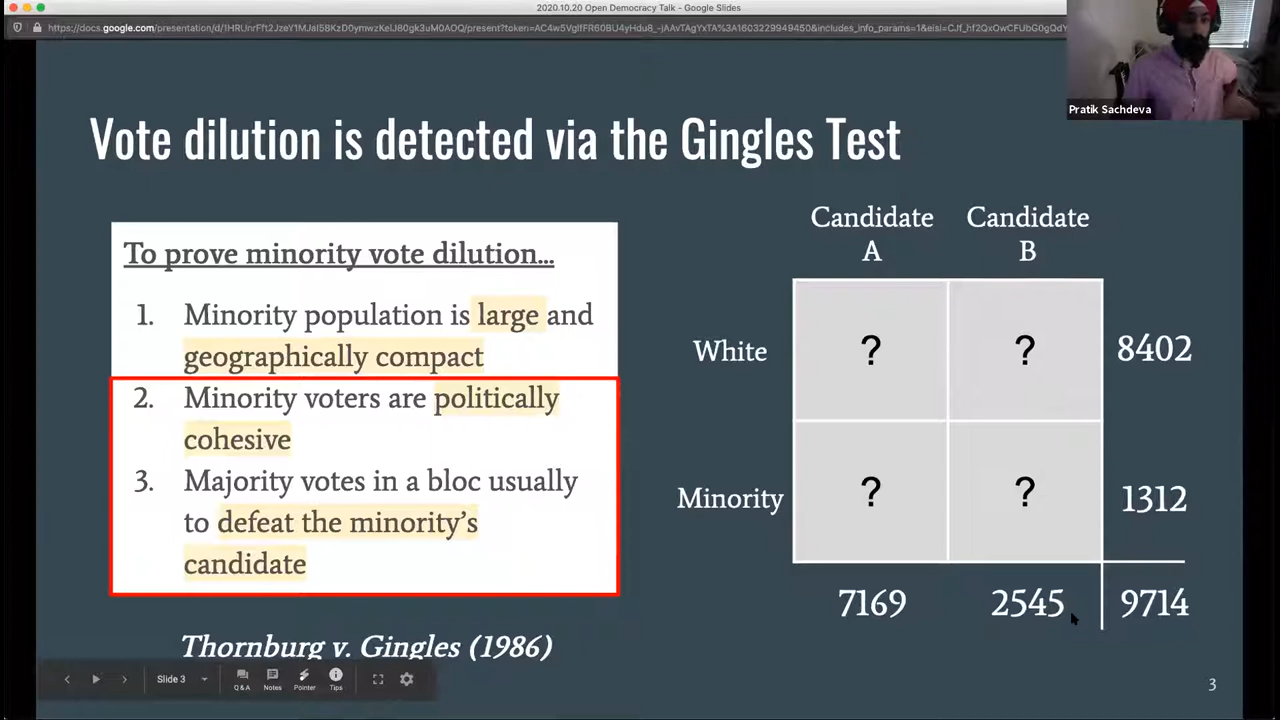 2020.10.20 Open Democracy Talk - Google Slides
Pratik Sachdeva
Vote dilution is detected via the Gingles Test
To prove minority vote dilution...
1. Minority population is large and
geographically compact
2. Minority voters are politically
cohesive
3. Majority votes in a bloc usually
to defeat the minority's
candidate
Thornburg v. Gingles (1986)
Candidate Candidate
A B
White ? ? 8402
Minority ? ? 1312
7169 2545 9714
Slide 3
Q & A Notes Pointer Tips
3